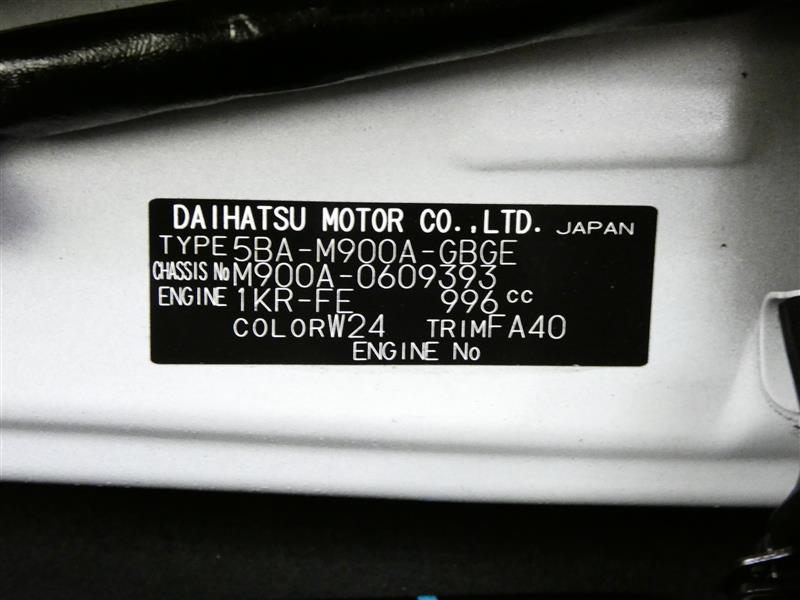 DAIHATSU MOTOR CO.,LTD. JAPAN
TYPE 5BA-M900A-GBGE
CHASSIS No M900A-0609393
ENGINE 1KR-FE 996 cc
COLOR W24 TRIM FA40
ENGINE No